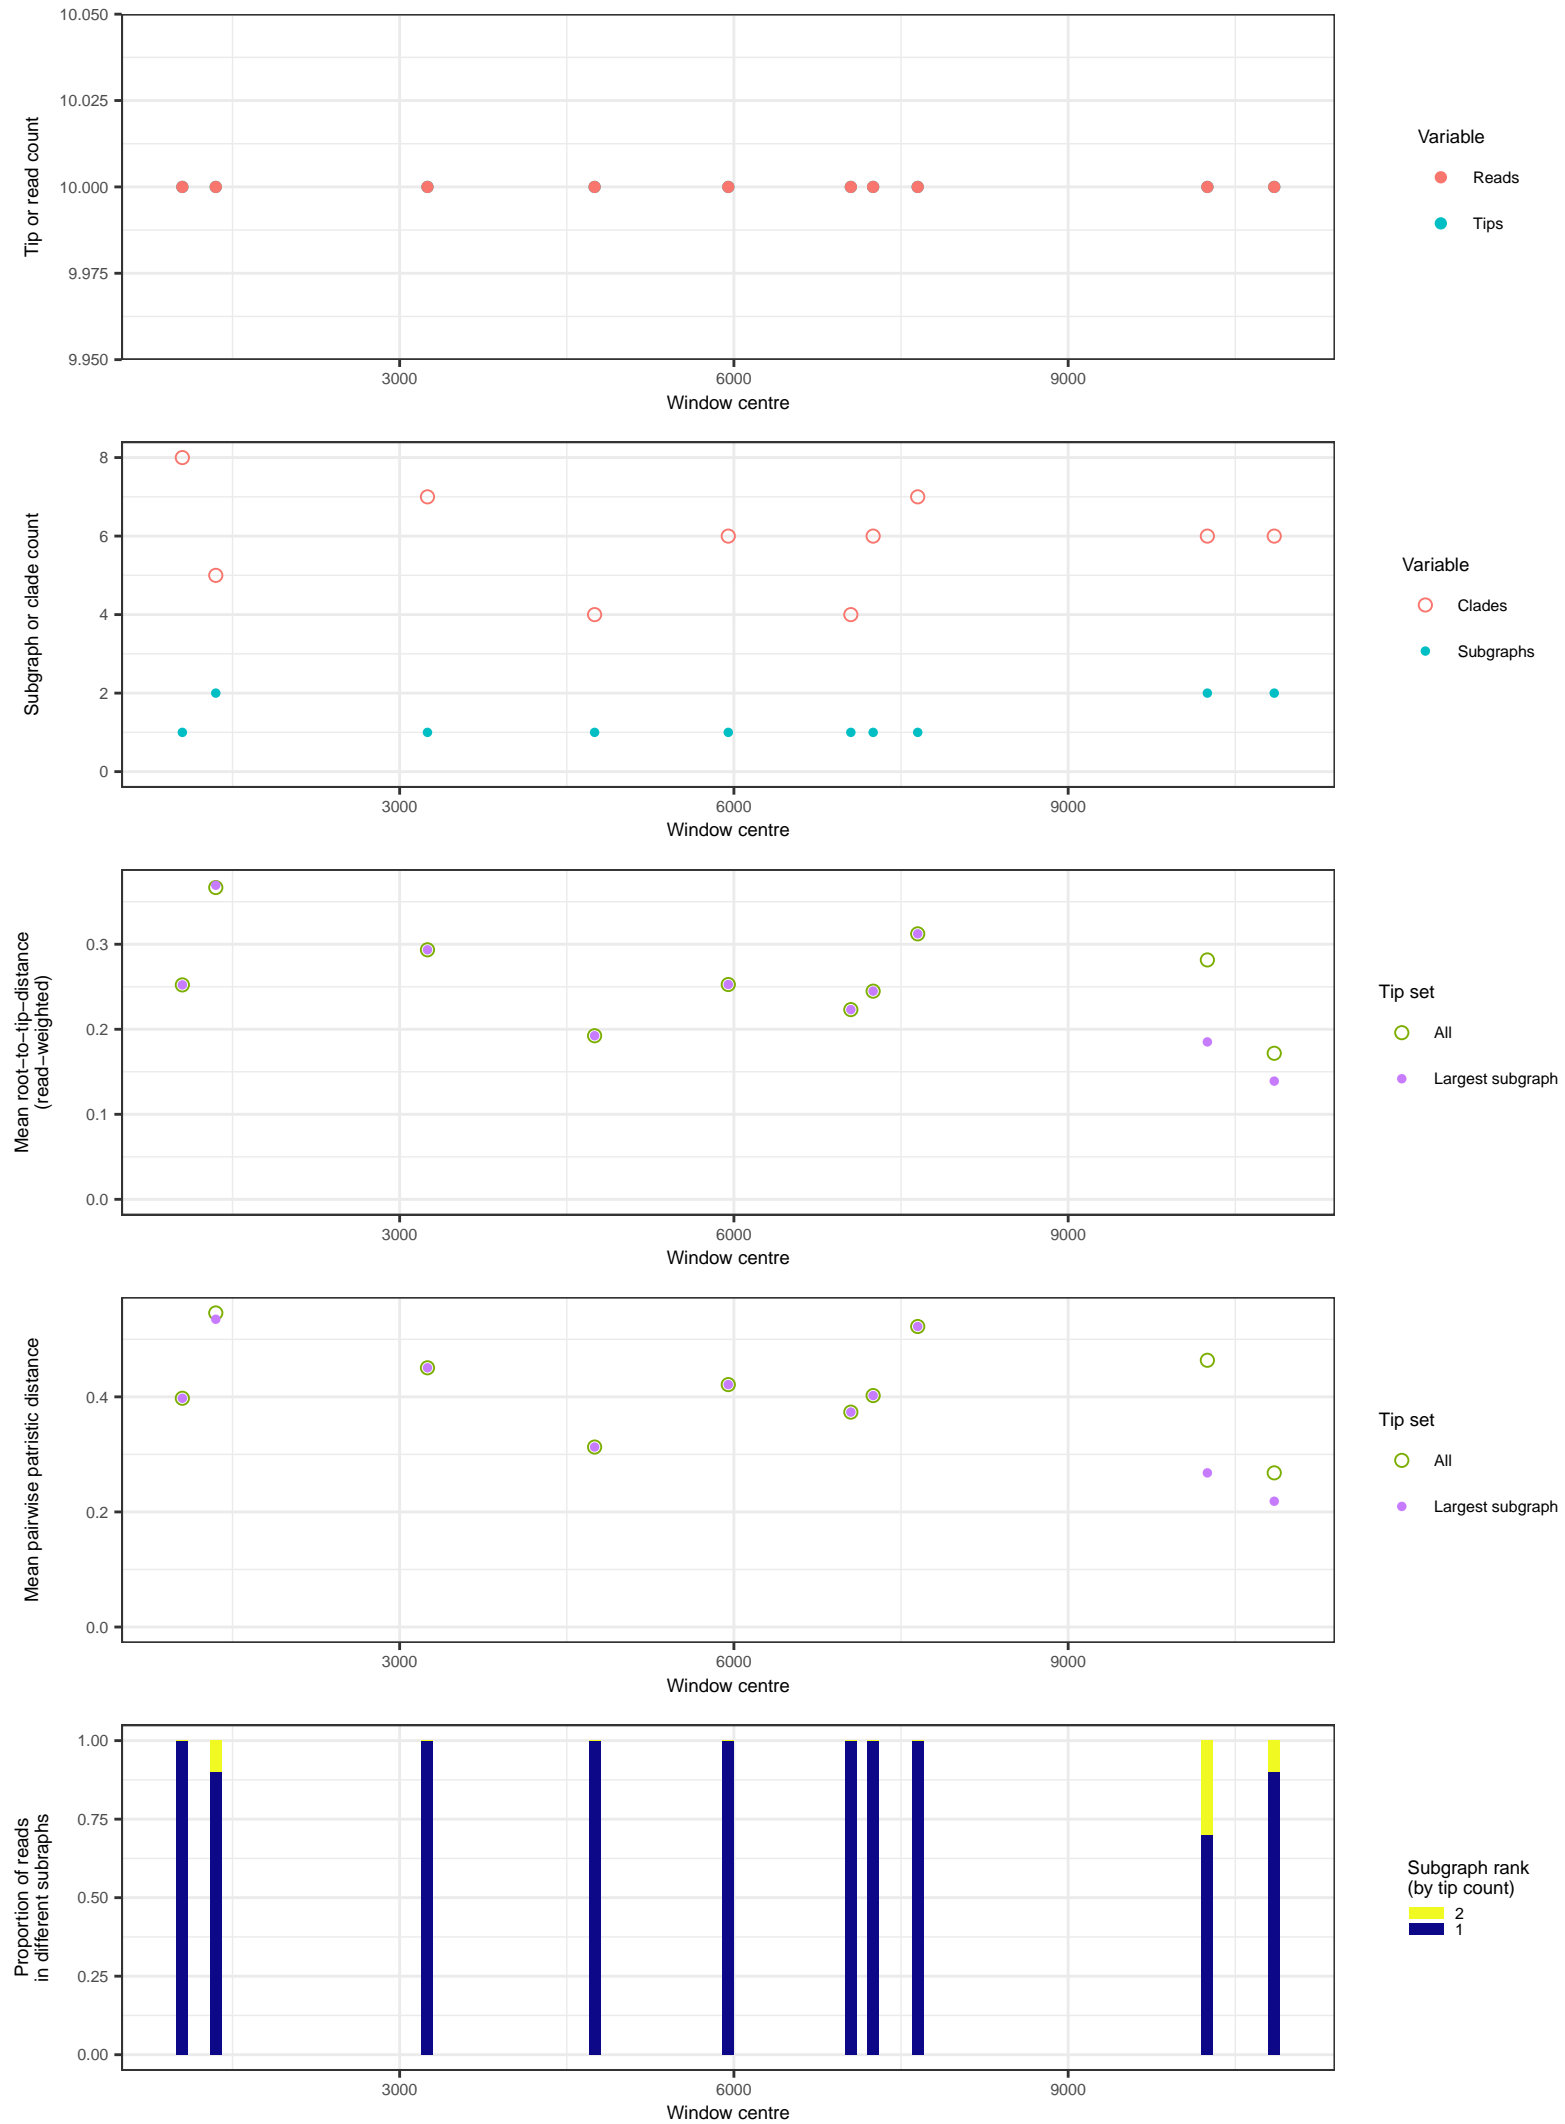 10.050
10.025
10.000
9.975
9.950
Tip or read count
3000 6000 9000
Window centre
Variable
Reads
Tips
8
6
4
2
0
Subgraph or clade count
3000 6000 9000
Window centre
Variable
Clades
Subgraphs
0.3
0.2
0.1
0.0
Mean root−to−tip−distance
(read−weighted)
3000 6000 9000
Window centre
Tip set
All
Largest subgraph
0.4
0.2
0.0
Mean pairwise patristic distance
3000 6000 9000
Window centre
Tip set
All
Largest subgraph
1.00
0.75
0.50
0.25
0.00
Proportion of reads
in different subraphs
3000 6000 9000
Window centre
Subgraph rank
(by tip count)
2
1